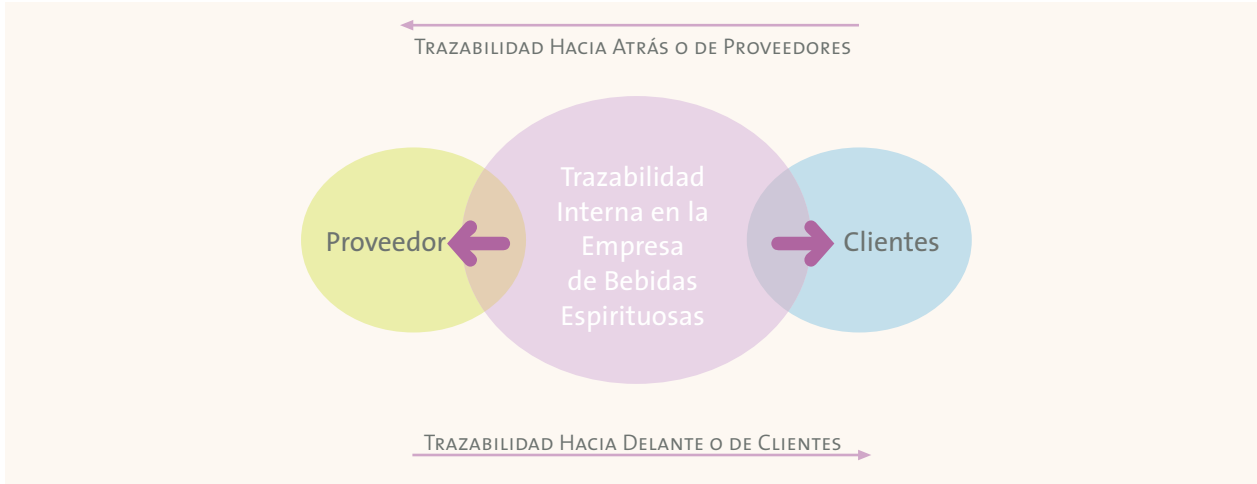 Trazabilidad Hacia Atrás o de Proveedores
Trazabilidad
Interna en la
Empresa
de Bebidas
Espirituosas
Proveedor
Clientes
Trazabilidad Hacia Delante o de Clientes